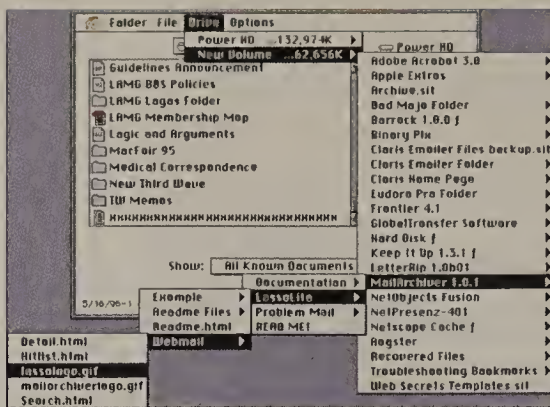 Folder File Drive Options
Power HD ...132,974K
New Volume ...62,656K
Power HD
Guidelines Announcement
LAMG BBS Policies
LAMG Lagas Folder
LAMG Membership Map
Logic and Arguments
MacFair 95
Medical Correspondence
New Third Wave
TW Memos
Show: All Known Documents
5/16/96-1
Adobe Acrobat 3.0
Apple Extras
Archive.sit
Bad Mojo Folder
Barrack 1.0.0 ƒ
Binary Pix
Claris Emailer Files backup.sit
Claris Emailer Folder
Claris Home Page
Eudora Pro Folder
Frontier 4.1
GlobalTransfer Software
Hard Disk ƒ
Keep It Up 1.3.1 ƒ
LetterRip 1.0b01
MailArchiver 1.0.1
NetObjects Fusion
NetPresenz-401
Netscape Cache ƒ
Rogster
Recovered Files
Troubleshooting Bookmarks
Web Secrets Templates sit
Documentation
LassoLite
Problem Mail
READ ME!
Example
Readme Files
Readme.html
Webmail
Detail.html
Hitlist.html
lassologo.gif
mailarchiverlogo.gif
Search.html